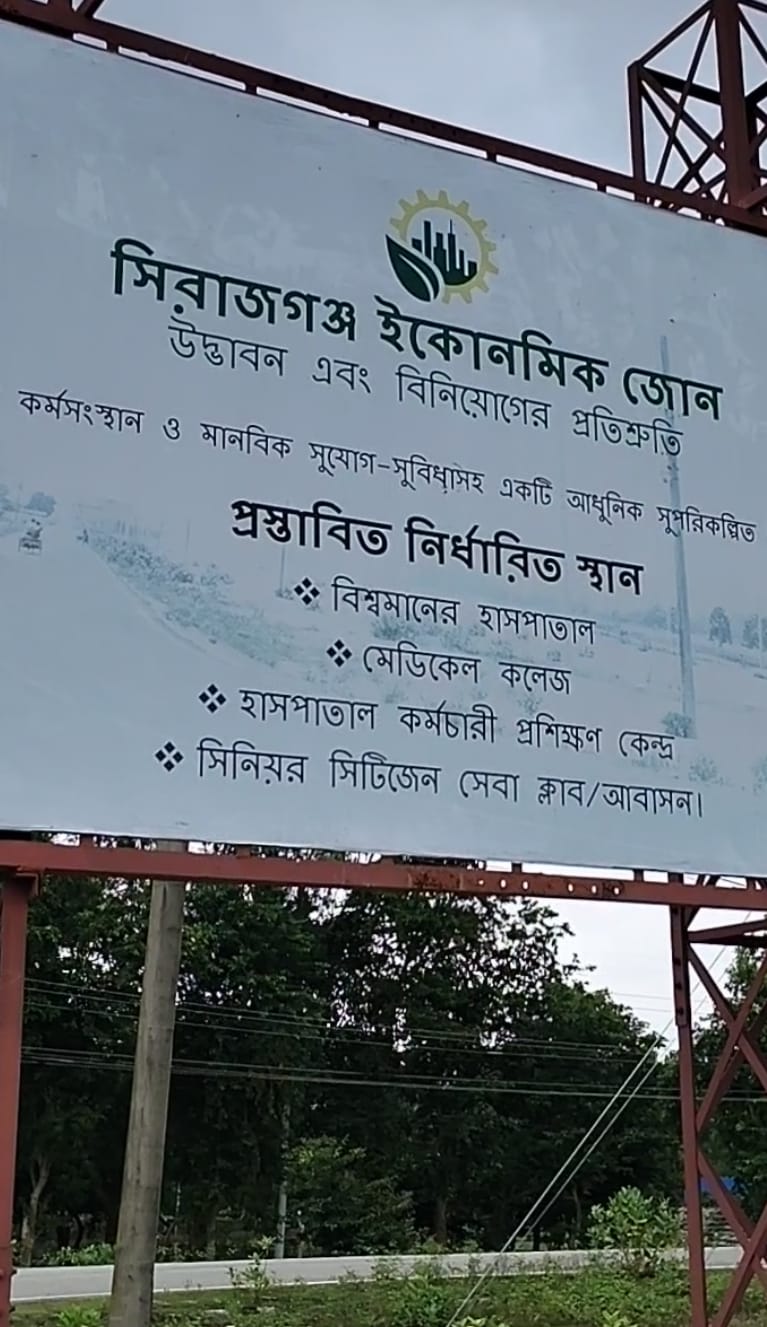 সিরাজগঞ্জ ইকোনমিক জোন
উদ্ভাবন এবং বিনিয়োগের প্রতিশ্রুতি
কর্মসংস্থান ও মানবিক সুযোগ-সুবিধাসহ একটি আধুনিক সুপরিকল্পিত
প্রস্তাবিত নির্ধারিত স্থান
❖ বিশ্বমানের হাসপাতাল
❖ মেডিকেল কলেজ
❖ হাসপাতাল কর্মচারী প্রশিক্ষণ কেন্দ্র
❖ সিনিয়র সিটিজেন সেবা ক্লাব/আবাসন।